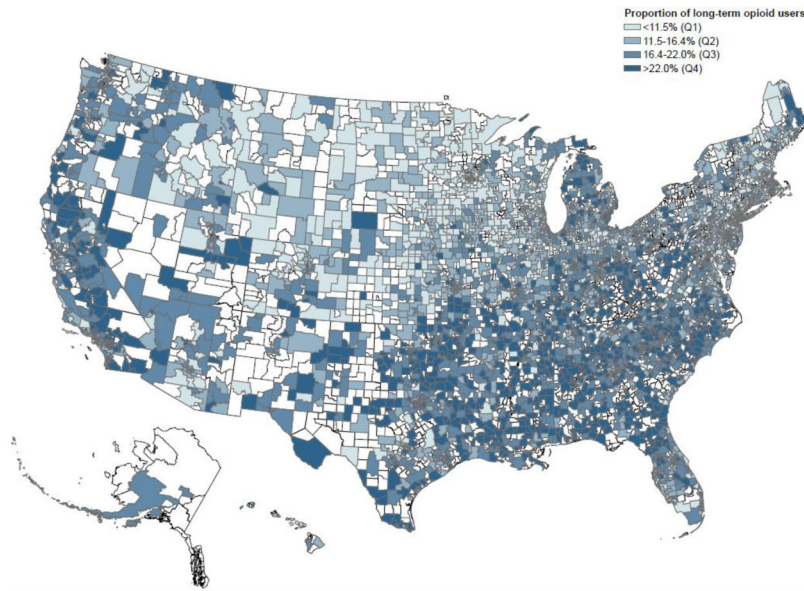 Proportion of long-term opioid users
<11.5% (Q1)
11.5-16.4% (Q2)
16.4-22.0% (Q3)
>22.0% (Q4)